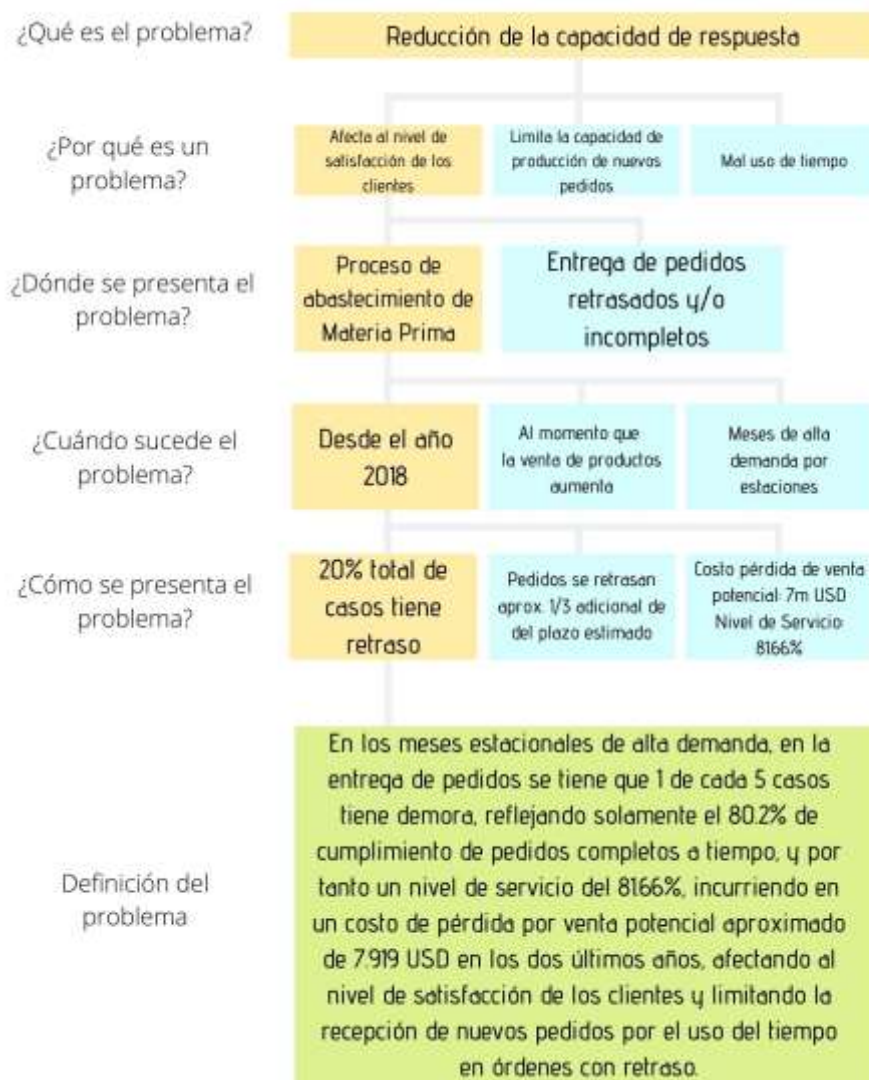 ¿Qué es el problema?
Reducción de la capacidad de respuesta
¿Por qué es un
problema?
Afecta al nivel de
satisfacción de los
clientes
Limita la capacidad de
producción de nuevos
pedidos
Mal uso de tiempo
¿Dónde se presenta el
problema?
Proceso de
abastecimiento de
Materia Prima
Entrega de pedidos
retrasados y/o
incompletos
¿Cuándo sucede el
problema?
Desde el año
2018
Al momento que
la venta de productos
aumenta
Meses de alta
demanda por
estaciones
¿Cómo se presenta el
problema?
20% total de
casos tiene
retraso
Pedidos se retrasan
aprox. 1/3 adicional de
del plazo estimado
Costo pérdida de venta
potencial: 7m USD
Nivel de Servicio:
81.66%
Definición del
problema
En los meses estacionales de alta demanda, en la
entrega de pedidos se tiene que 1 de cada 5 casos
tiene demora, reflejando solamente el 80.2% de
cumplimiento de pedidos completos a tiempo, y por
tanto un nivel de servicio del 81.66%, incurriendo en
un costo de pérdida por venta potencial aproximado
de 7.919 USD en los dos últimos años, afectando al
nivel de satisfacción de los clientes y limitando la
recepción de nuevos pedidos por el uso del tiempo
en órdenes con retraso.